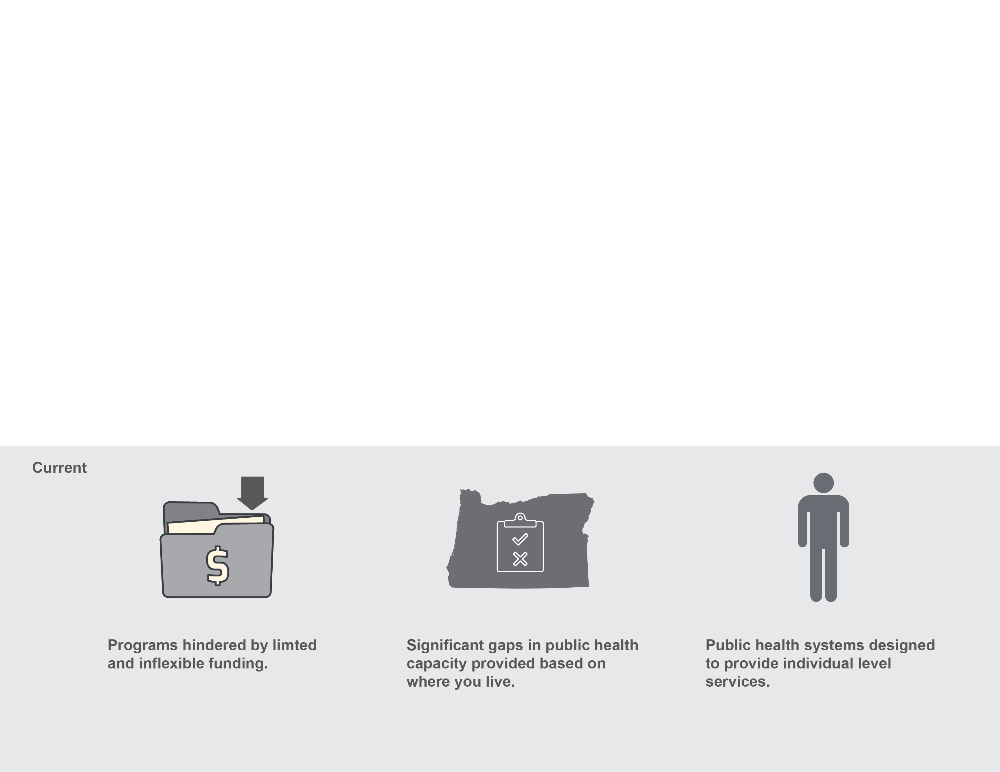 Current
$
Programs hindered by limted
and inflexible funding.
Significant gaps in public health
capacity provided based on
where you live.
Public health systems designed
to provide individual level
services.